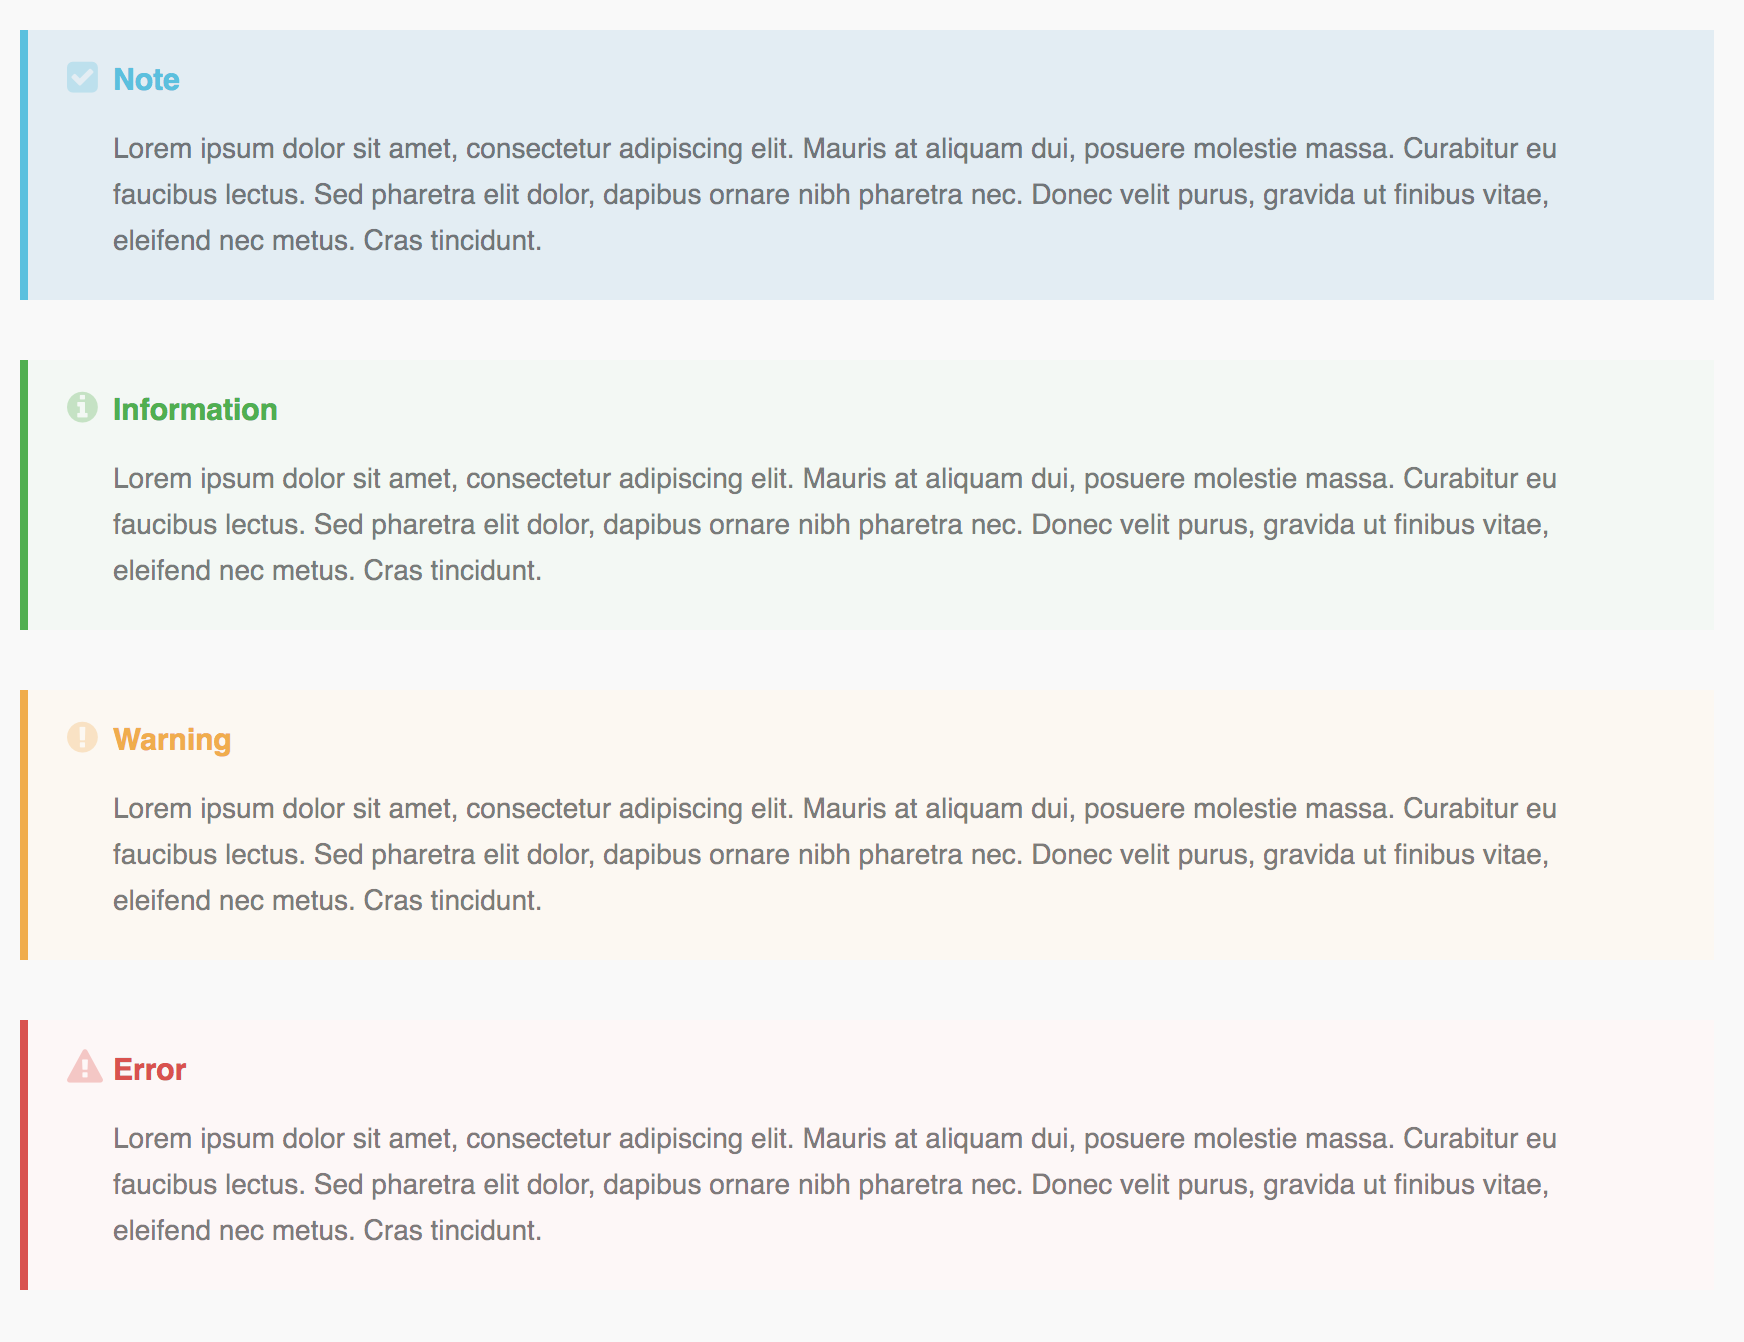 Note
Lorem ipsum dolor sit amet, consectetur adipiscing elit. Mauris at aliquam dui, posuere molestie massa. Curabitur eu
faucibus lectus. Sed pharetra elit dolor, dapibus ornare nibh pharetra nec. Donec velit purus, gravida ut finibus vitae,
eleifend nec metus. Cras tincidunt.
Information
Lorem ipsum dolor sit amet, consectetur adipiscing elit. Mauris at aliquam dui, posuere molestie massa. Curabitur eu
faucibus lectus. Sed pharetra elit dolor, dapibus ornare nibh pharetra nec. Donec velit purus, gravida ut finibus vitae,
eleifend nec metus. Cras tincidunt.
Warning
Lorem ipsum dolor sit amet, consectetur adipiscing elit. Mauris at aliquam dui, posuere molestie massa. Curabitur eu
faucibus lectus. Sed pharetra elit dolor, dapibus ornare nibh pharetra nec. Donec velit purus, gravida ut finibus vitae,
eleifend nec metus. Cras tincidunt.
Error
Lorem ipsum dolor sit amet, consectetur adipiscing elit. Mauris at aliquam dui, posuere molestie massa. Curabitur eu
faucibus lectus. Sed pharetra elit dolor, dapibus ornare nibh pharetra nec. Donec velit purus, gravida ut finibus vitae,
eleifend nec metus. Cras tincidunt.